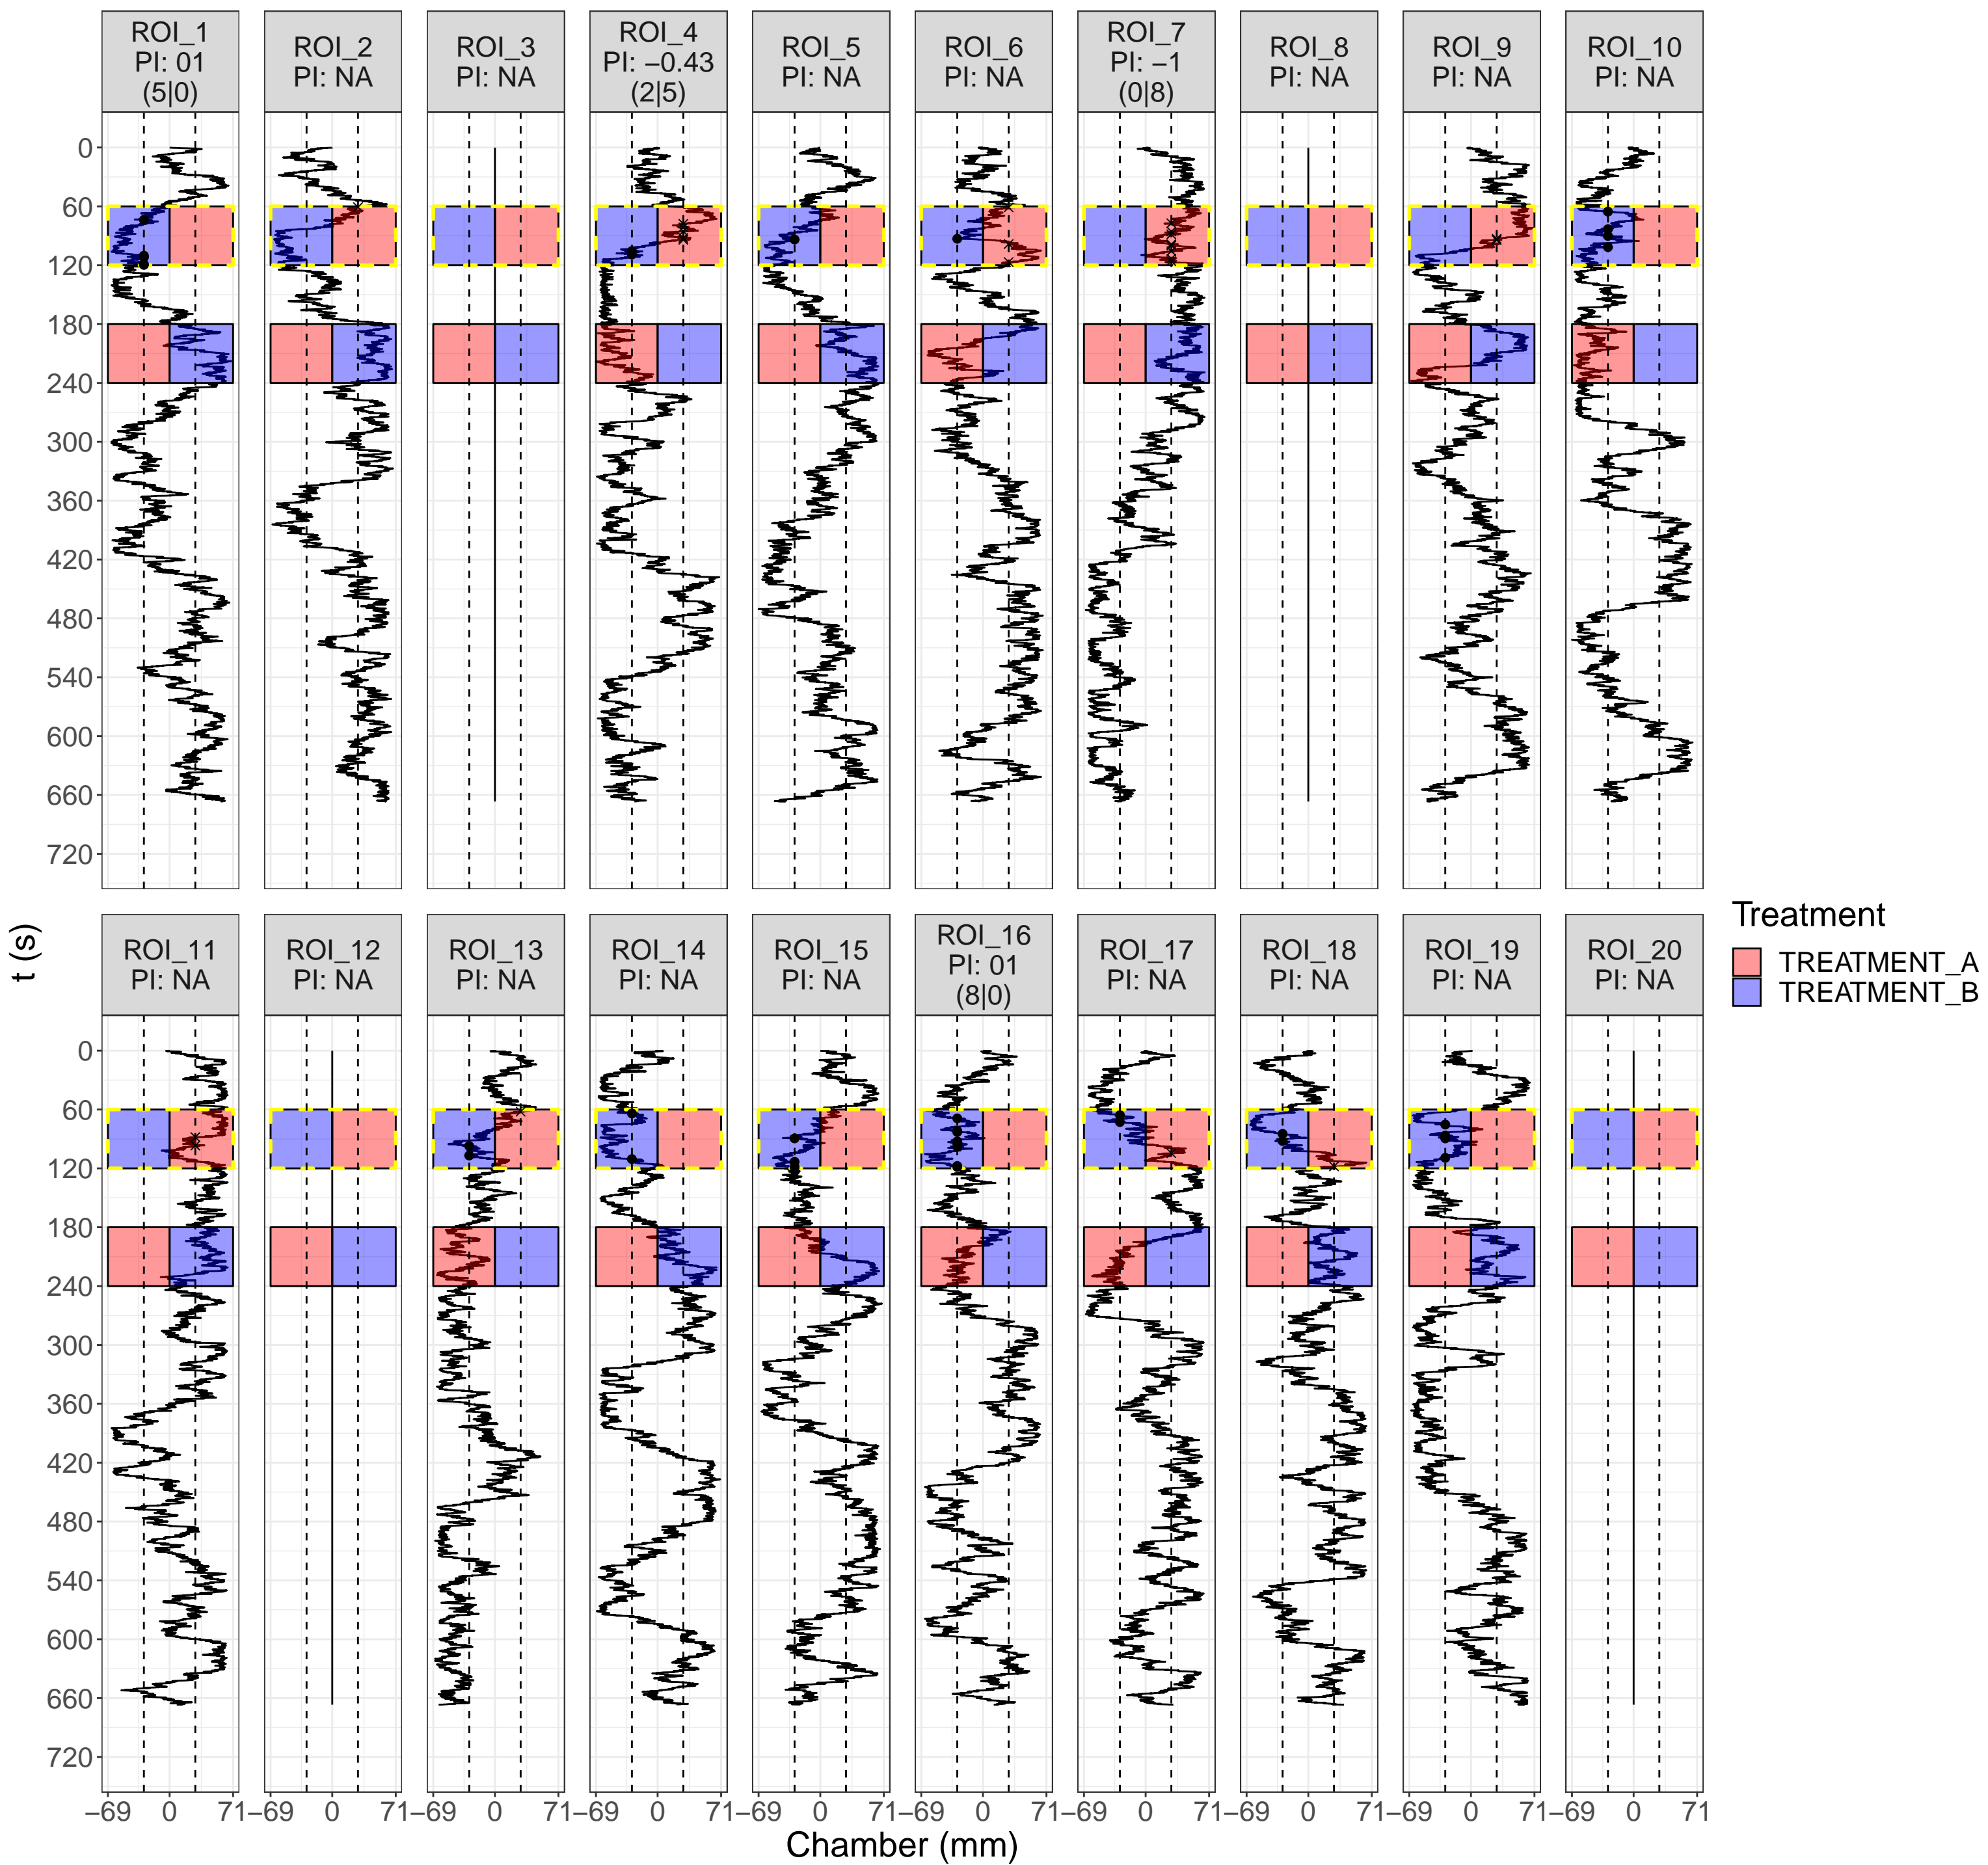 ROI_1
PI: 01
(5|0)
ROI_2
PI: NA
ROI_3
PI: NA
ROI_4
PI: −0.43
(2|5)
ROI_5
PI: NA
ROI_6
PI: NA
ROI_7
PI: −1
(0|8)
ROI_8
PI: NA
ROI_9
PI: NA
ROI_10
PI: NA
0
60
120
180
240
300
360
420
480
540
600
660
720
t (s)
ROI_11
PI: NA
ROI_12
PI: NA
ROI_13
PI: NA
ROI_14
PI: NA
ROI_15
PI: NA
ROI_16
PI: 01
(8|0)
ROI_17
PI: NA
ROI_18
PI: NA
ROI_19
PI: NA
ROI_20
PI: NA
0
60
120
180
240
300
360
420
480
540
600
660
720
−69 0 71 −69 0 71 −69 0 71 −69 0 71 −69 0 71 −69 0 71 −69 0 71 −69 0 71 −69 0 71 −69 0 71
Chamber (mm)
Treatment
TREATMENT_A
TREATMENT_B